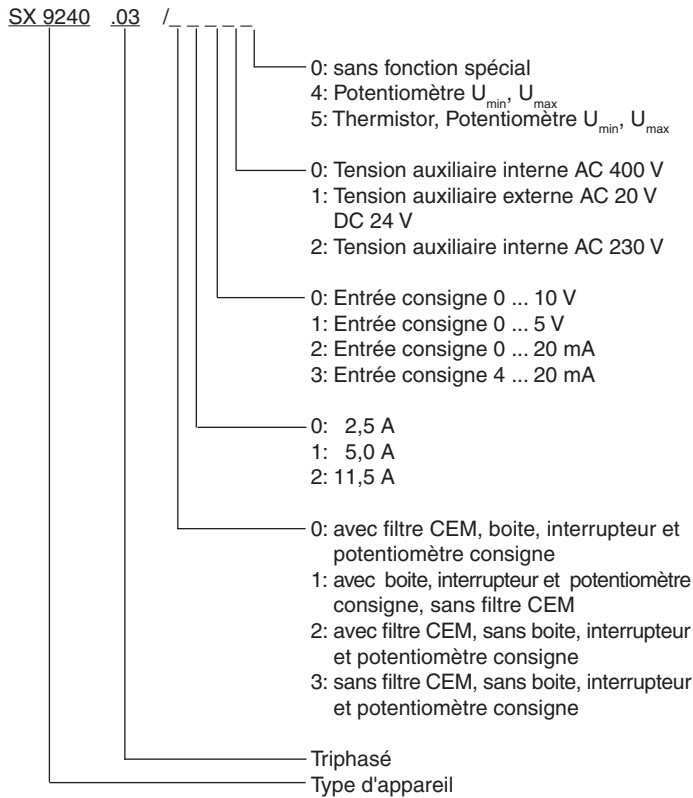 SX 9240 .03 /_ _ _ _ _
0: sans fonction spécial
4: Potentiomètre Umin, Umax
5: Thermistor, Potentiomètre Umin, Umax
0: Tension auxiliaire interne AC 400 V
1: Tension auxiliaire externe AC 20 V
DC 24 V
2: Tension auxiliaire interne AC 230 V
0: Entrée consigne 0 ... 10 V
1: Entrée consigne 0 ... 5 V
2: Entrée consigne 0 ... 20 mA
3: Entrée consigne 4 ... 20 mA
0: 2,5 A
1: 5,0 A
2: 11,5 A
0: avec filtre CEM, boite, interrupteur et
potentiomètre consigne
1: avec boite, interrupteur et potentiomètre
consigne, sans filtre CEM
2: avec filtre CEM, sans boite, interrupteur
et potentiomètre consigne
3: sans filtre CEM, sans boite, interrupteur
et potentiomètre consigne
Triphasé
Type d'appareil